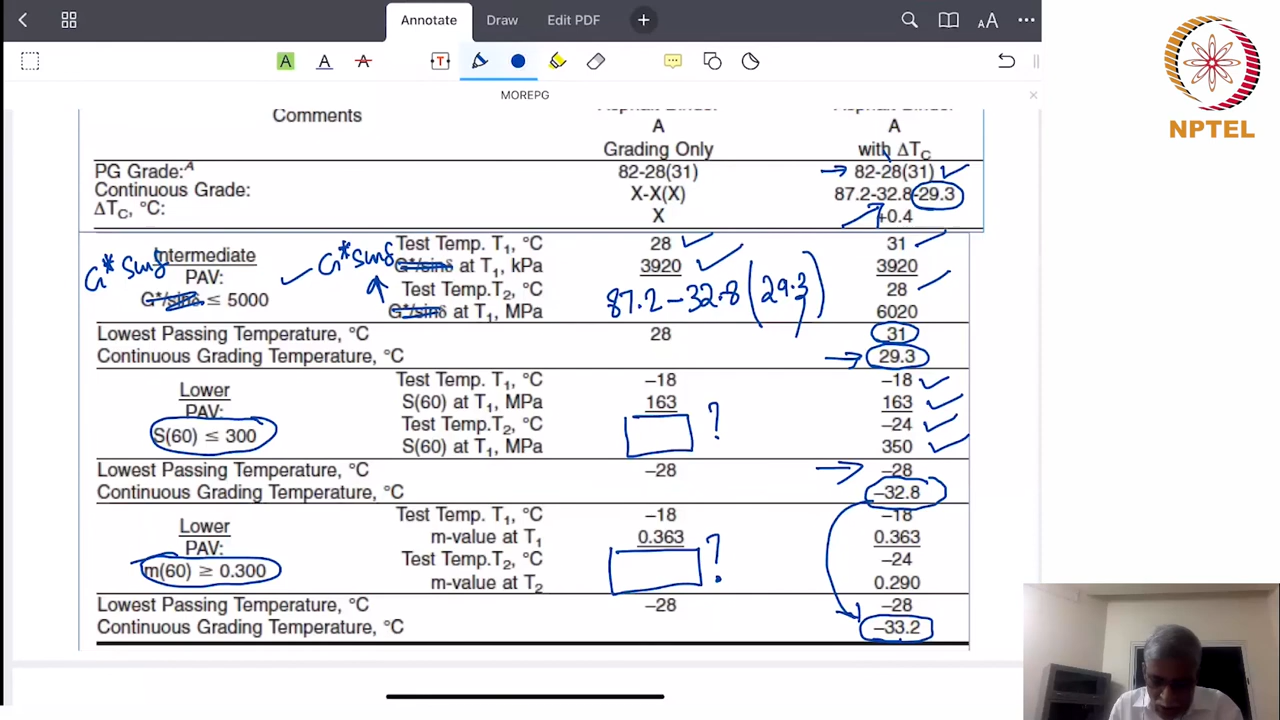 Annotate Draw Edit PDF
A A A T AA
MOREPG
NPTEL
Comments
A A
Grading Only with ΔTC
PG Grade:A 82-28(31) 82-28(31)
Continuous Grade: X-X(X) 87.2-32.8-29.3
ΔTC, °C: X +0.4
Intermediate Test Temp. T1, °C 28 31
G* sinδ G* sinδ G*/sinδ at T1, kPa 3920 3920
PAV: Test Temp.T2, °C 87.2 -32.8 (29.3) 28
G*/sinδ ≤ 5000 G*/sinδ at T1, MPa 6020
Lowest Passing Temperature, °C 28 31
Continuous Grading Temperature, °C 29.3
Lower Test Temp. T1, °C –18 –18
PAV: S(60) at T1, MPa 163 163
S(60) ≤ 300 Test Temp.T2, °C ? –24
S(60) at T1, MPa 350
Lowest Passing Temperature, °C –28 –28
Continuous Grading Temperature, °C –32.8
Lower Test Temp. T1, °C –18 –18
PAV: m-value at T1 0.363 0.363
m(60) ≥ 0.300 Test Temp.T2, °C ? –24
m-value at T2 0.290
Lowest Passing Temperature, °C –28 –28
Continuous Grading Temperature, °C –33.2